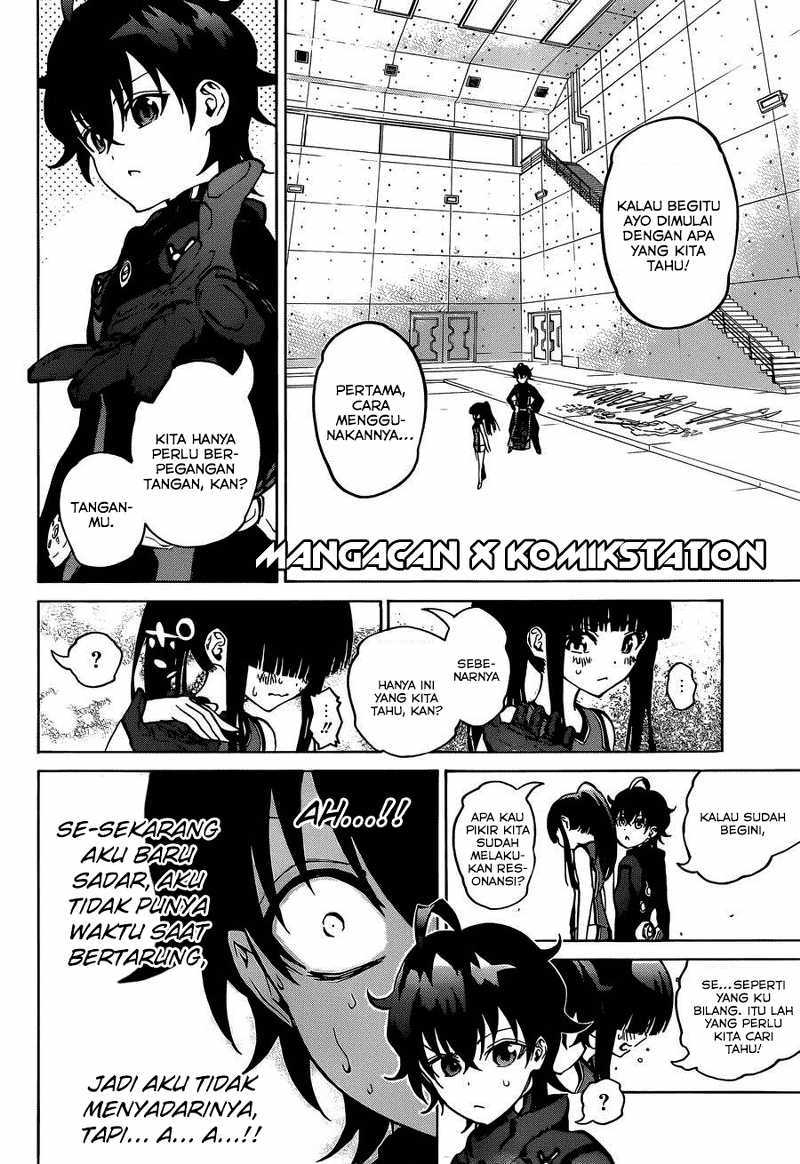 KALAU BEGITU
AYO DIMULAI
DENGAN APA
YANG KITA
TAHU!
PERTAMA,
CARA
MENGGU-
NAKANNYA...
KITA HANYA
PERLU BER-
PEGANGAN
TANGAN, KAN?
TANGAN-
MU.
MANGACAN X KOMIKSTATION
?
...!!
SEBE-
NARNYA
HANYA INI
YANG KITA
TAHU, KAN?
...
AH...!!
SE-SEKARANG
AKU BARU
SADAR, AKU
TIDAK PUNYA
WAKTU SAAT
BERTARUNG,
JADI AKU TIDAK
MENYADARINYA,
TAPI... A... A...!!
KALAU SUDAH
BEGINI,
APA KAU
PIKIR KITA
SUDAH
MELAKU-
KAN RES-
ONANSI?
SE...SEPERTI
YANG KU
BILANG. ITU LAH
YANG PERLU
KITA CARI
TAHU!
?